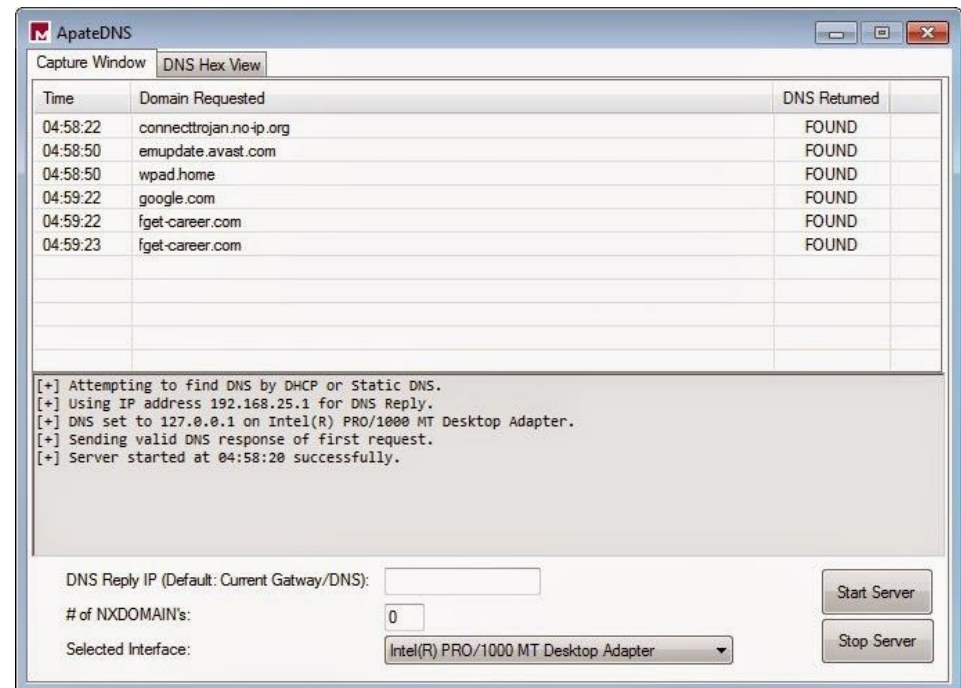 ApateDNS
Capture Window DNS Hex View
Time Domain Requested DNS Returned
04:58:22 connecttrojan.no-ip.org FOUND
04:58:50 emupdate.avast.com FOUND
04:58:50 wpad.home FOUND
04:59:22 google.com FOUND
04:59:22 fget-career.com FOUND
04:59:23 fget-career.com FOUND
[+] Attempting to find DNS by DHCP or Static DNS.
[+] Using IP address 192.168.25.1 for DNS Reply.
[+] DNS set to 127.0.0.1 on Intel(R) PRO/1000 MT Desktop Adapter.
[+] Sending valid DNS response of first request.
[+] Server started at 04:58:20 successfully.
DNS Reply IP (Default: Current Gatway/DNS):
Start Server
# of NXDOMAIN's: 0
Stop Server
Selected Interface: Intel(R) PRO/1000 MT Desktop Adapter